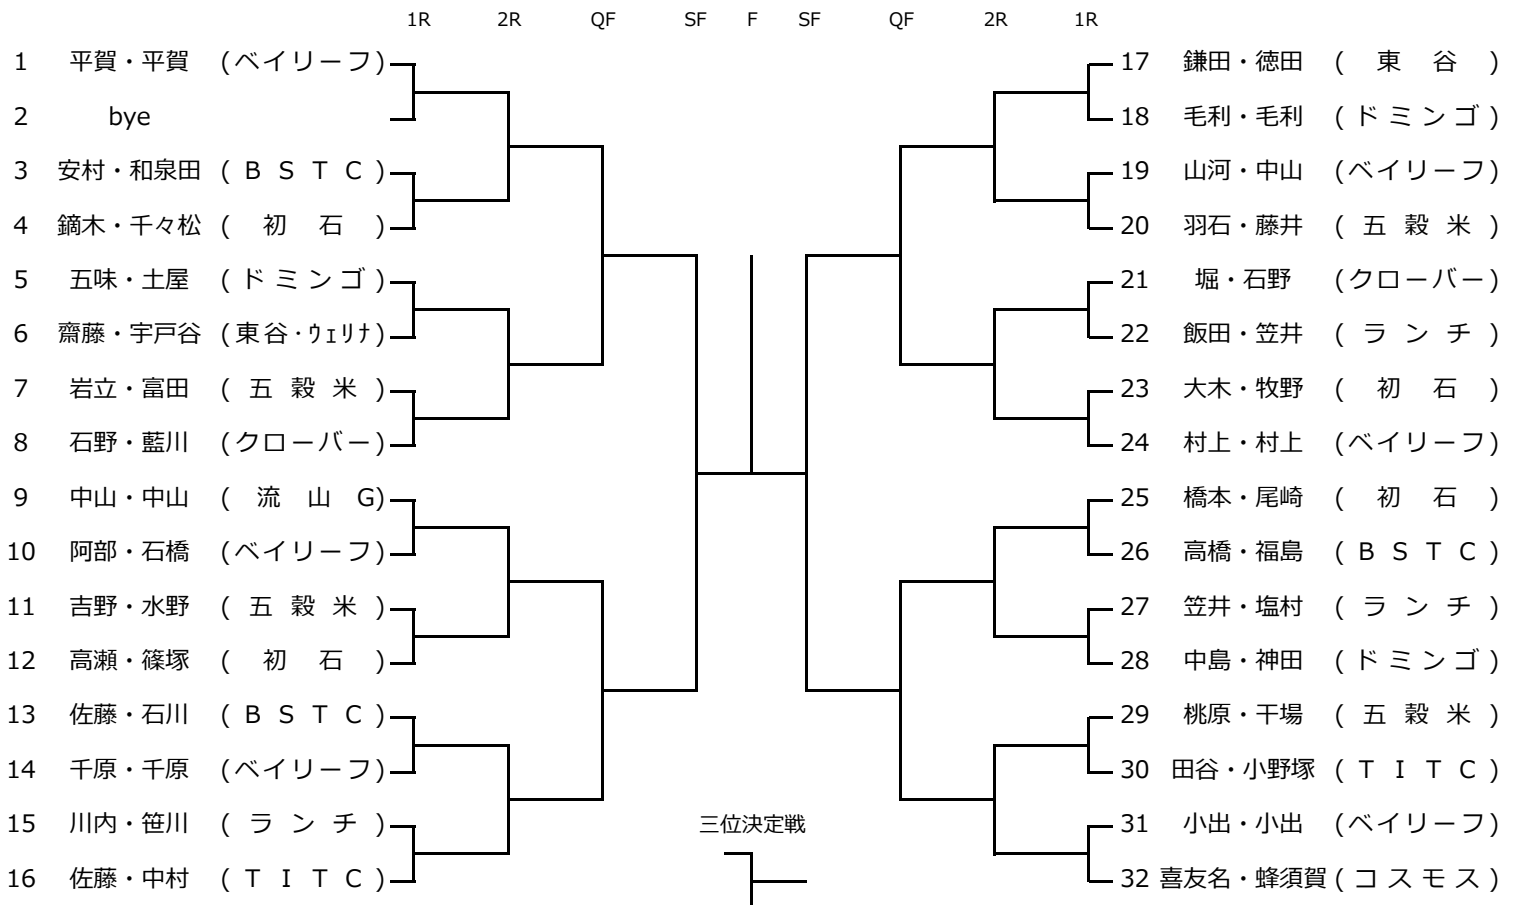 1R 2R QF SF F SF QF 2R 1R
1 平賀・平賀 (ベイリーフ) 17 鎌田・徳田 (東谷)
2 bye 18 毛利・毛利 (ドミンゴ)
3 安村・和泉田 (BSTC) 19 山河・中山 (ベイリーフ)
4 鏑木・千々松 (初石) 20 羽石・藤井 (五穀米)
5 五味・土屋 (ドミンゴ) 21 堀・石野 (クローバー)
6 齋藤・宇戸谷 (東谷・ウェリナ) 22 飯田・笠井 (ランチ)
7 岩立・富田 (五穀米) 23 大木・牧野 (初石)
8 石野・藍川 (クローバー) 24 村上・村上 (ベイリーフ)
9 中山・中山 (流山G) 25 橋本・尾崎 (初石)
10 阿部・石橋 (ベイリーフ) 26 高橋・福島 (BSTC)
11 吉野・水野 (五穀米) 27 笠井・塩村 (ランチ)
12 高瀬・篠塚 (初石) 28 中島・神田 (ドミンゴ)
13 佐藤・石川 (BSTC) 29 桃原・干場 (五穀米)
14 千原・千原 (ベイリーフ) 30 田谷・小野塚 (TITC)
15 川内・笹川 (ランチ) 三位決定戦 31 小出・小出 (ベイリーフ)
16 佐藤・中村 (TITC) 32 喜友名・蜂須賀 (コスモス)